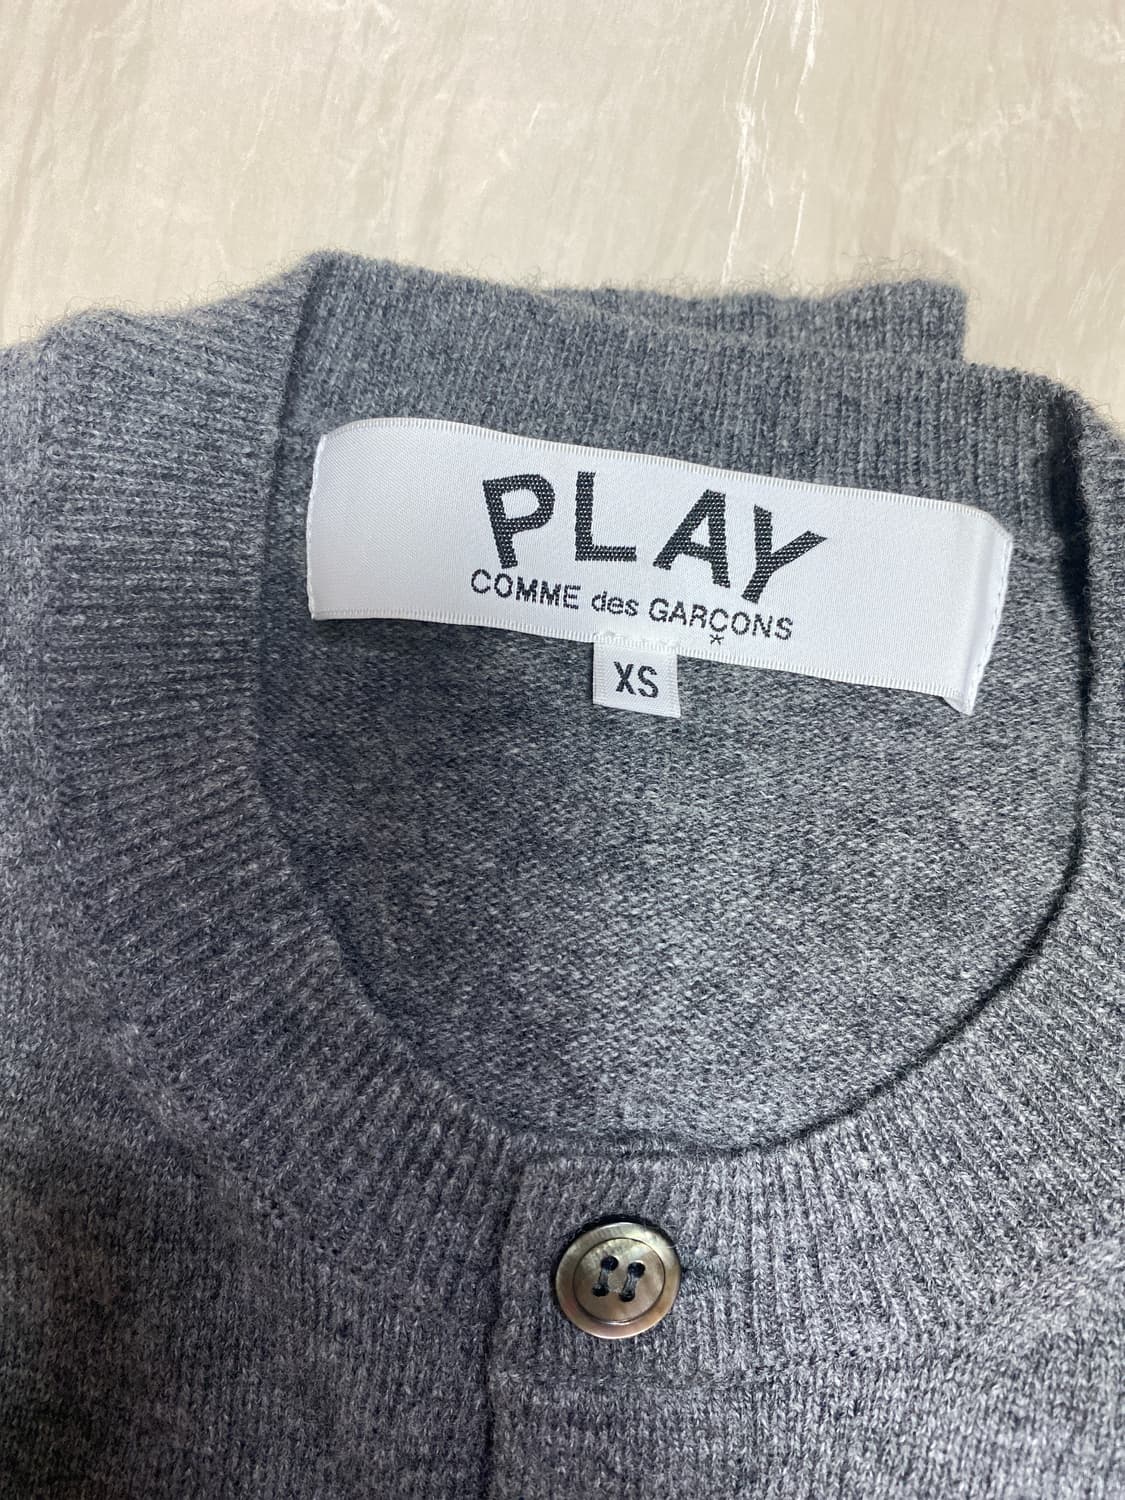 PLAY
COMME des GARÇONS
*
XS